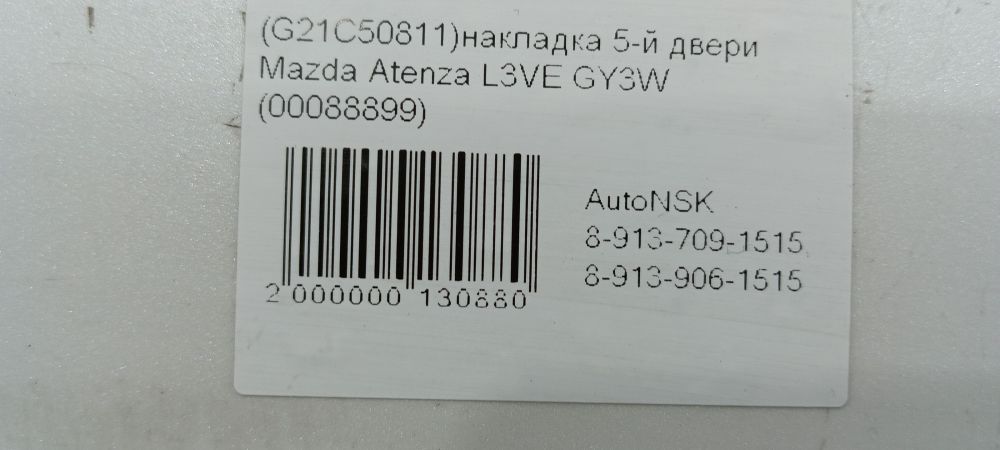 (G21C50811)накладка 5-й двери
Mazda Atenza L3VE GY3W
(00088899)
AutoNSK
8-913-709-1515
8-913-906-1515
2 000000 130880